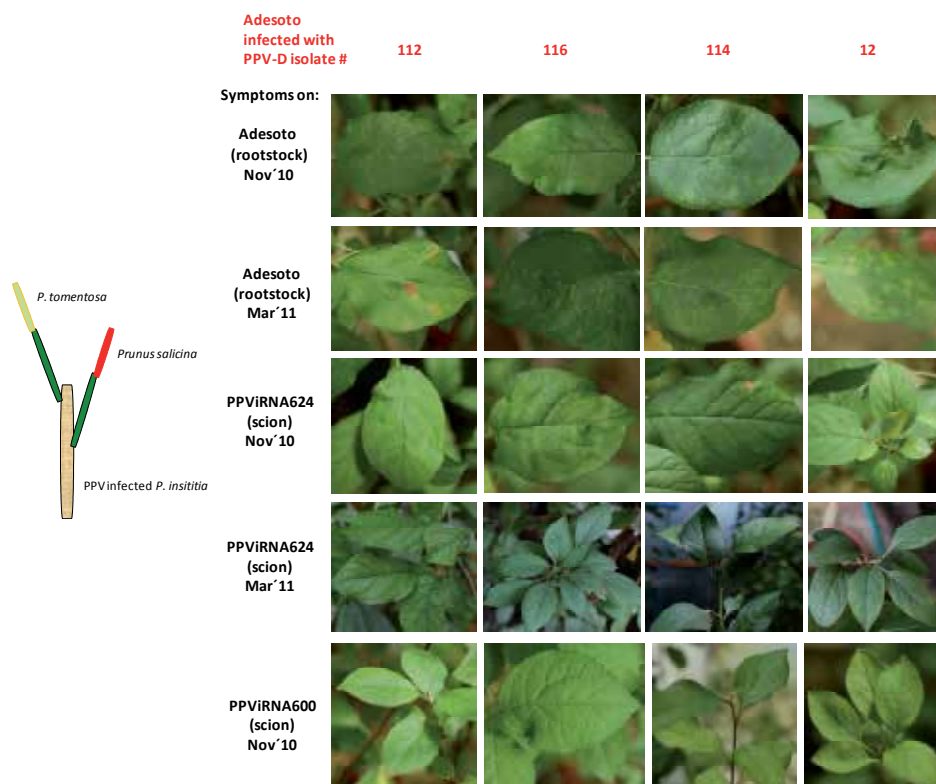 Adesoto
infected with
PPV-D isolate #
112
116
114
12
Symptoms on:
Adesoto
(rootstock)
Nov´10
Adesoto
(rootstock)
Mar´11
P. tomentosa
Prunus salicina
PPViRNA624
(scion)
Nov´10
PPV infected P. insititia
PPViRNA624
(scion)
Mar´11
PPViRNA600
(scion)
Nov´10